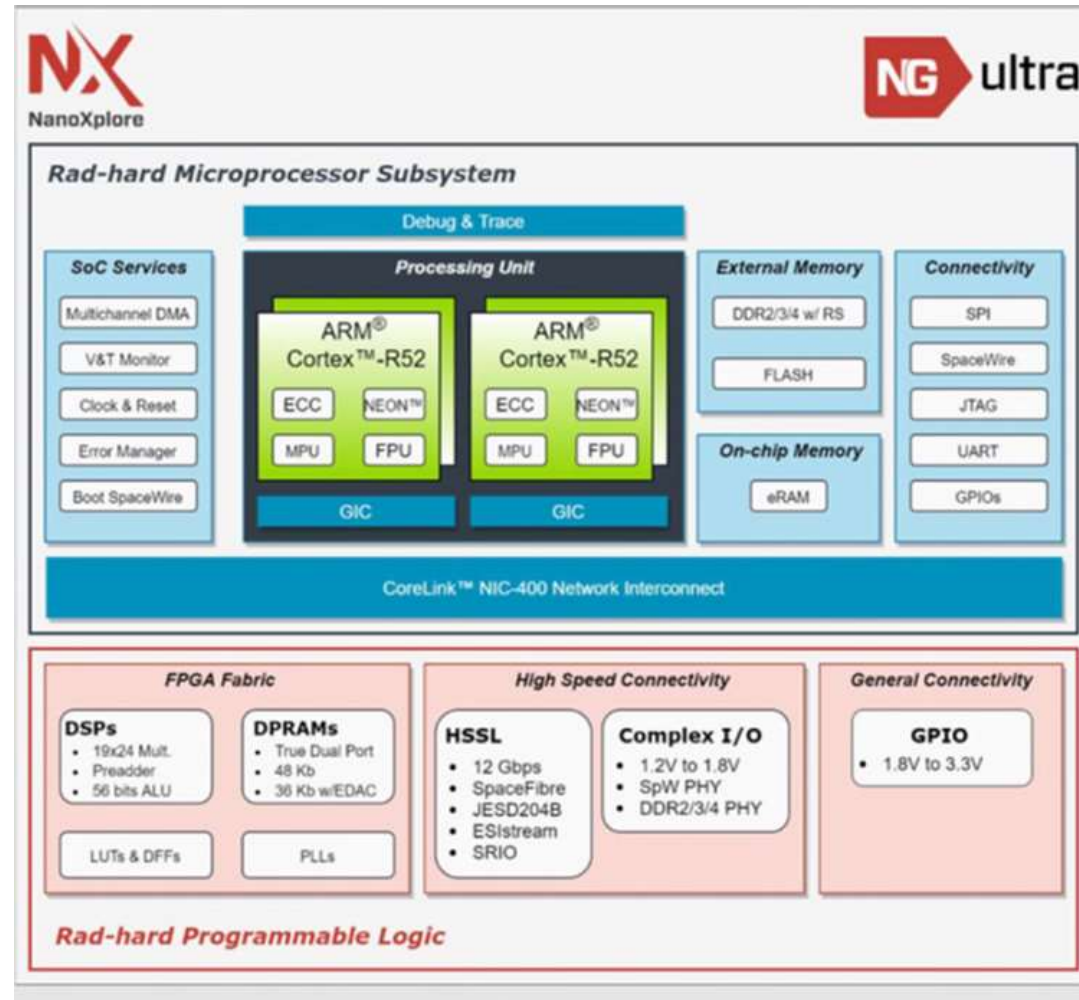 NX
NanoXplore
NG ultra
Rad-hard Microprocessor Subsystem
Debug & Trace
SoC Services
Multichannel DMA
V&T Monitor
Clock & Reset
Error Manager
Boot SpaceWire
Processing Unit
ARM®
Cortex™-R52
ECC
NEON™
MPU
FPU
GIC
ARM®
Cortex™-R52
ECC
NEON™
MPU
FPU
GIC
External Memory
DDR2/3/4 w/ RS
FLASH
On-chip Memory
eRAM
Connectivity
SPI
SpaceWire
JTAG
UART
GPIOs
CoreLink™ NIC-400 Network Interconnect
FPGA Fabric
DSPs
• 19x24 Mult.
• Preadder
• 56 bits ALU
DPRAMs
• True Dual Port
• 48 Kb
• 36 Kb w/EDAC
LUTs & DFFs
PLLs
High Speed Connectivity
HSSL
• 12 Gbps
• SpaceFibre
• JESD204B
• ESIstream
• SRIO
Complex I/O
• 1.2V to 1.8V
• SpW PHY
• DDR2/3/4 PHY
General Connectivity
GPIO
• 1.8V to 3.3V
Rad-hard Programmable Logic